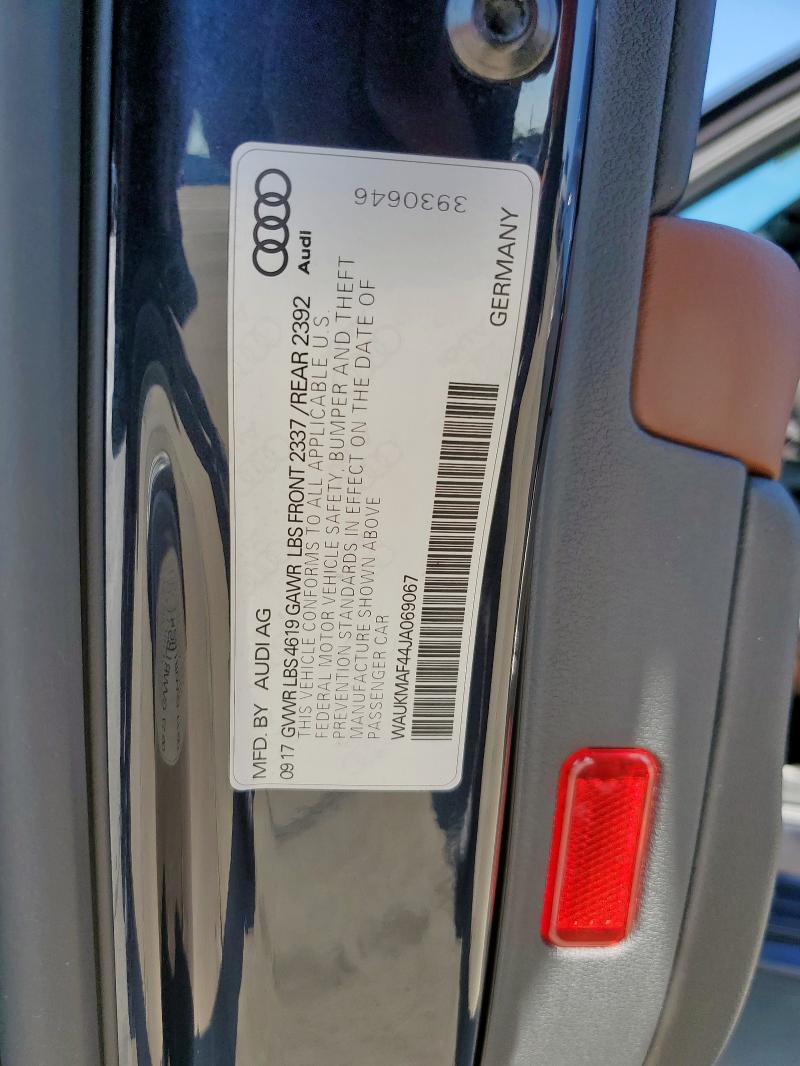 MFD. BY AUDI AG
0917 GVWR LBS 4619 GAWR LBS FRONT 2337/REAR 2392
THIS VEHICLE CONFORMS TO ALL APPLICABLE U.S.
FEDERAL MOTOR VEHICLE SAFETY, BUMPER AND THEFT
PREVENTION STANDARDS IN EFFECT ON THE DATE OF
MANUFACTURE SHOWN ABOVE
PASSENGER CAR
WAUKMAF44JA069067
Audi
3930646
GERMANY